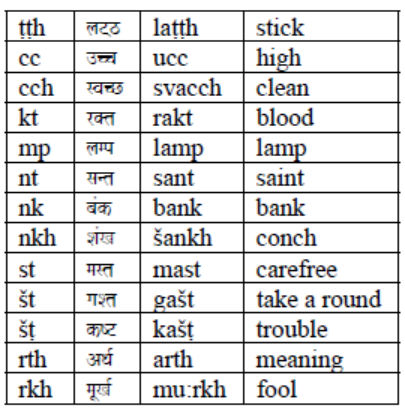 ṭṭh लट्ठ laṭṭh stick
cc उच्च ucc high
cch स्वच्छ svacch clean
kt रक्त rakt blood
mp लम्प lamp lamp
nt सन्त sant saint
nk बंक bank bank
nkh शंख šankh conch
st मस्त mast carefree
št गश्त gašt take a round
šṭ कष्ट kašṭ trouble
rth अर्थ arth meaning
rkh मूर्ख mu:rkh fool